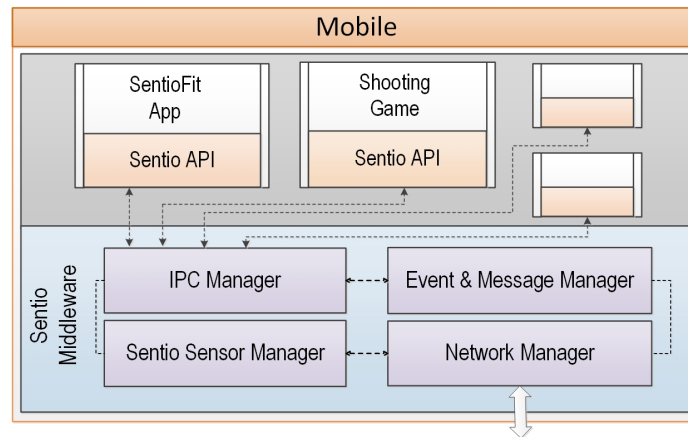 Mobile
SentioFit
App
Sentio API
Shooting
Game
Sentio API
Sentio
Middleware
IPC Manager
Event & Message Manager
Sentio Sensor Manager
Network Manager